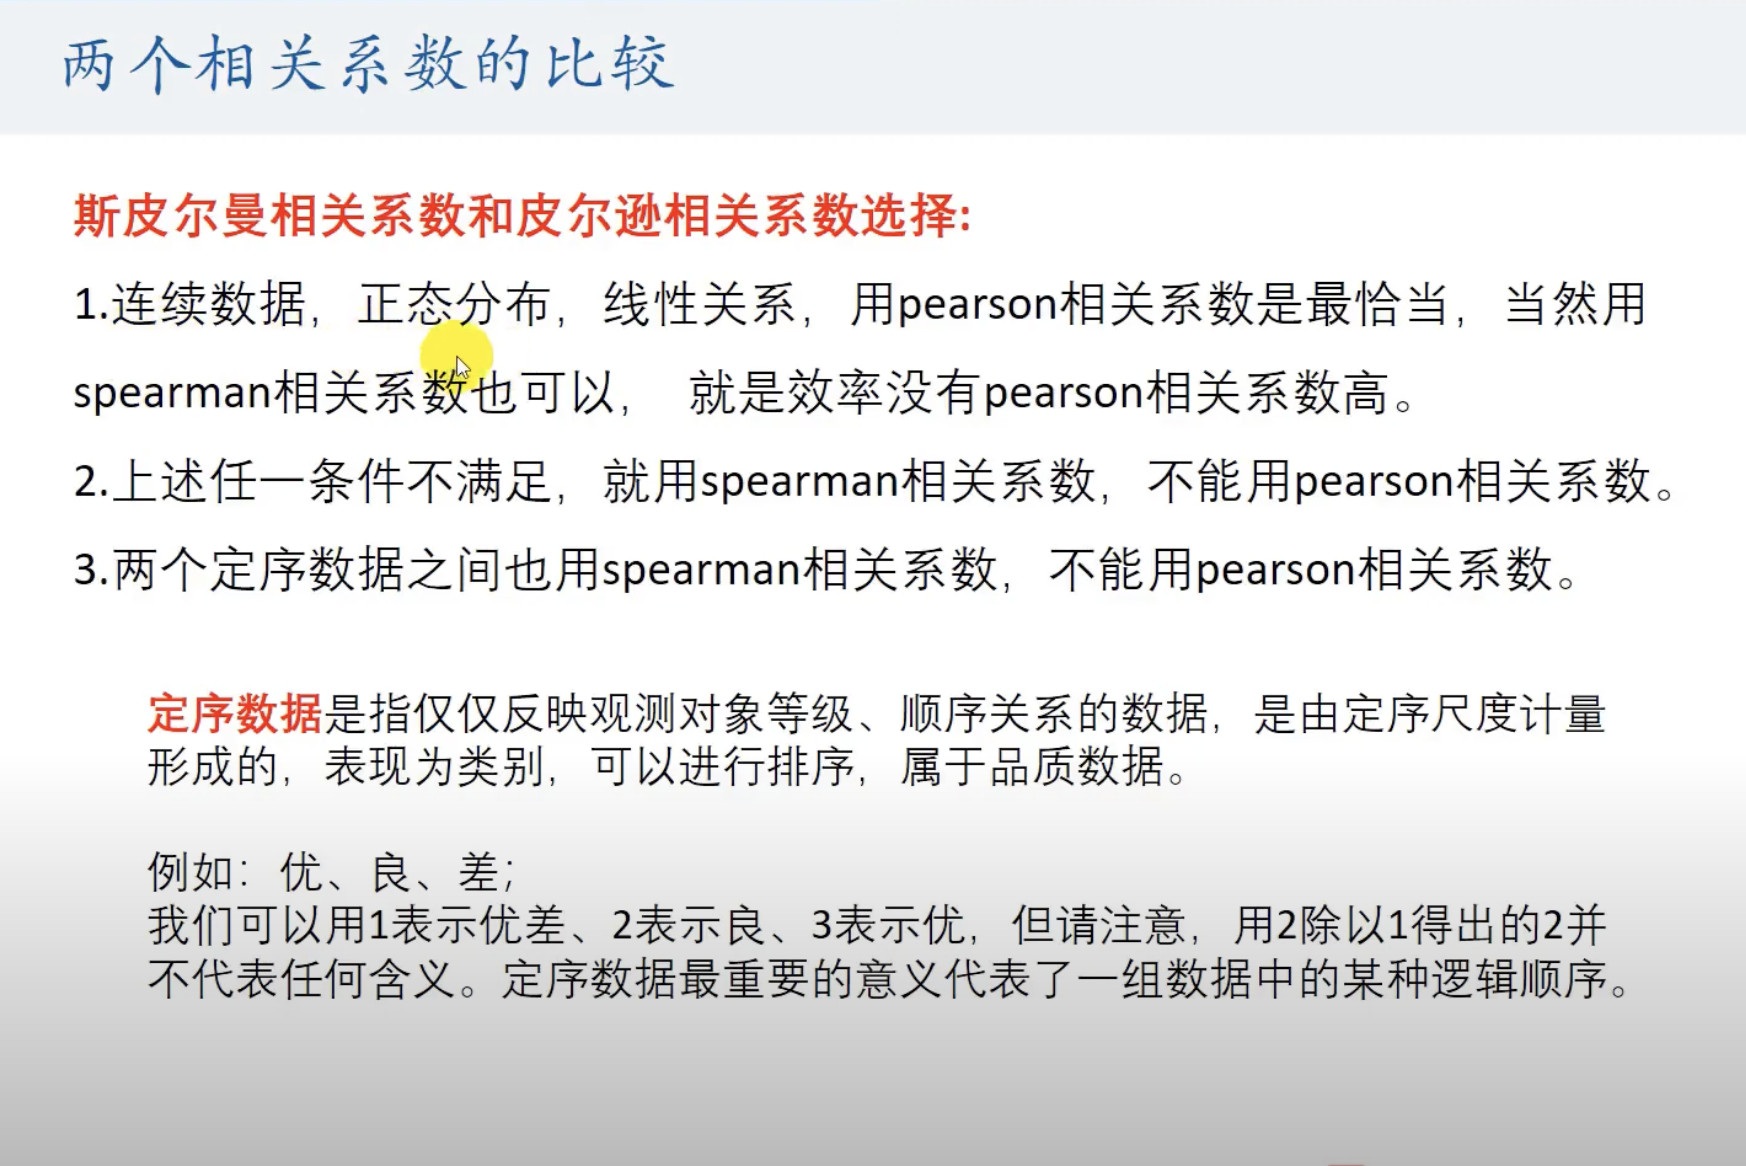 两个相关系数的比较
斯皮尔曼相关系数和皮尔逊相关系数选择:
1.连续数据，正态分布，线性关系，用pearson相关系数是最恰当，当然用
spearman相关系数也可以， 就是效率没有pearson相关系数高。
2.上述任一条件不满足，就用spearman相关系数，不能用pearson相关系数。
3.两个定序数据之间也用spearman相关系数，不能用pearson相关系数。
定序数据是指仅仅反映观测对象等级、顺序关系的数据，是由定序尺度计量
形成的，表现为类别，可以进行排序，属于品质数据。
例如：优、良、差；
我们可以用1表示优差、2表示良、3表示优，但请注意，用2除以1得出的2并
不代表任何含义。定序数据最重要的意义代表了一组数据中的某种逻辑顺序。